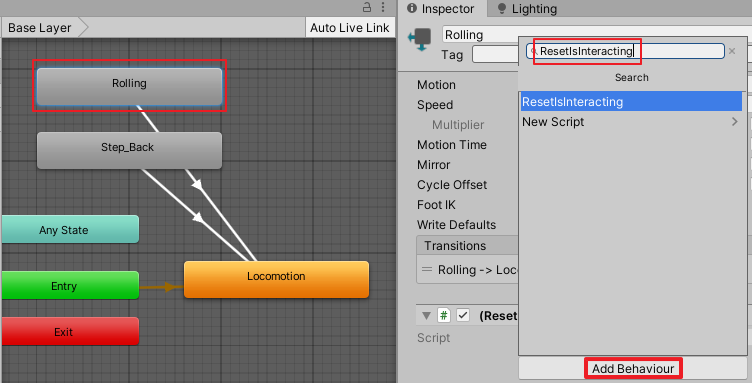 Base Layer
Auto Live Link
Rolling
Step_Back
Any State
Entry
Locomotion
Exit
Inspector
Lighting
Rolling
Tag
Motion
Speed
Multiplier
Motion Time
Mirror
Cycle Offset
Foot IK
Write Defaults
Transitions
= Rolling -> Loco
# (Reset
Script
ResetIsInteracting
Search
ResetIsInteracting
New Script
Add Behaviour